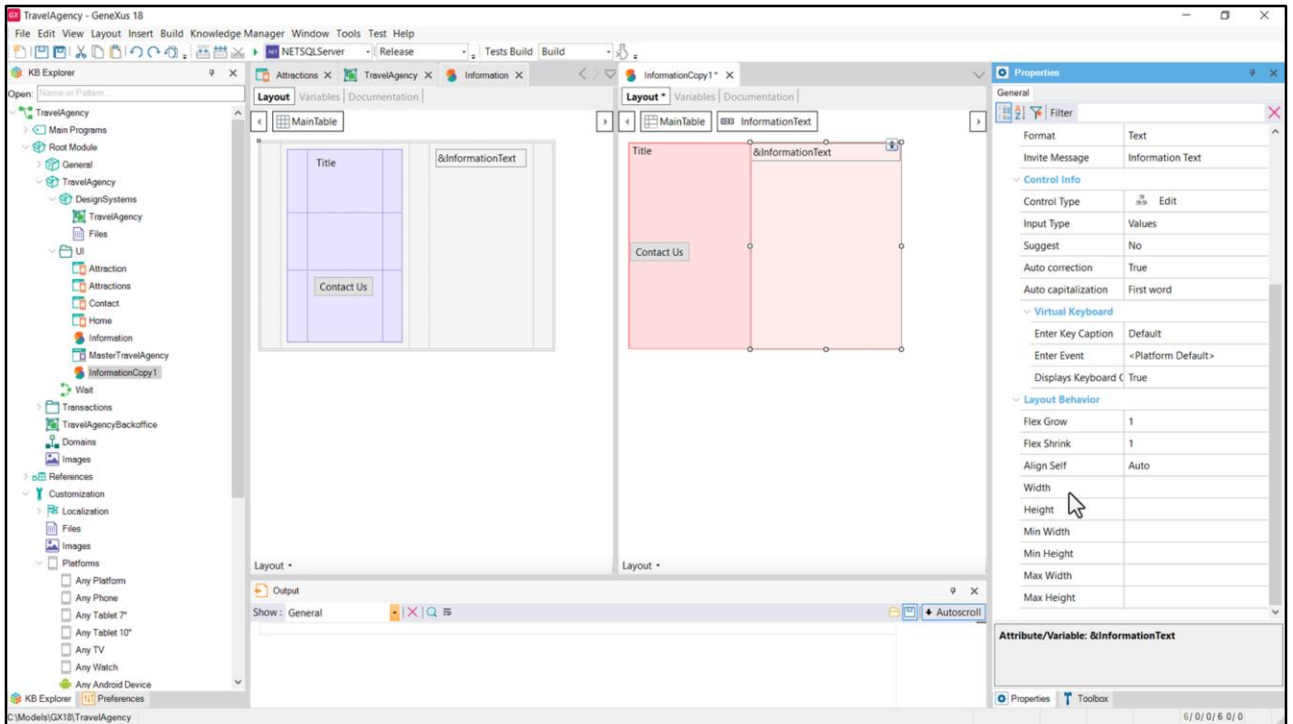 TravelAgency - GeneXus 18
File Edit View Layout Insert Build Knowledge Manager Window Tools Test Help
NETSQLServer Release Tests Build Build
KB Explorer
Open: Name or Pattern...
TravelAgency
Main Programs
Root Module
General
TravelAgency
DesignSystems
TravelAgency
Files
UI
Attraction
Attractions
Contact
Home
Information
MasterTravelAgency
InformationCopy1
Wait
Transactions
TravelAgencyBackoffice
Domains
Images
References
Customization
Localization
Files
Images
Platforms
Any Platform
Any Phone
Any Tablet 7"
Any Tablet 10"
Any TV
Any Watch
Any Android Device
KB Explorer Preferences
C:\Models\GX18\TravelAgency
Attractions X TravelAgency X Information X
Layout Variables Documentation
MainTable
Title
&InformationText
Contact Us
Layout
InformationCopy1* X
Layout * Variables Documentation
MainTable InformationText
Title
&InformationText
Contact Us
Layout
Output
Show: General
Autoscroll
Properties
General
Filter
Format Text
Invite Message Information Text
Control Info
Control Type Edit
Input Type Values
Suggest No
Auto correction True
Auto capitalization First word
Virtual Keyboard
Enter Key Caption Default
Enter Event <Platform Default>
Displays Keyboard C True
Layout Behavior
Flex Grow 1
Flex Shrink 1
Align Self Auto
Width
Height
Min Width
Min Height
Max Width
Max Height
Attribute/Variable: &InformationText
Properties Toolbox
6/ 0/ 0/ 6 0/ 0